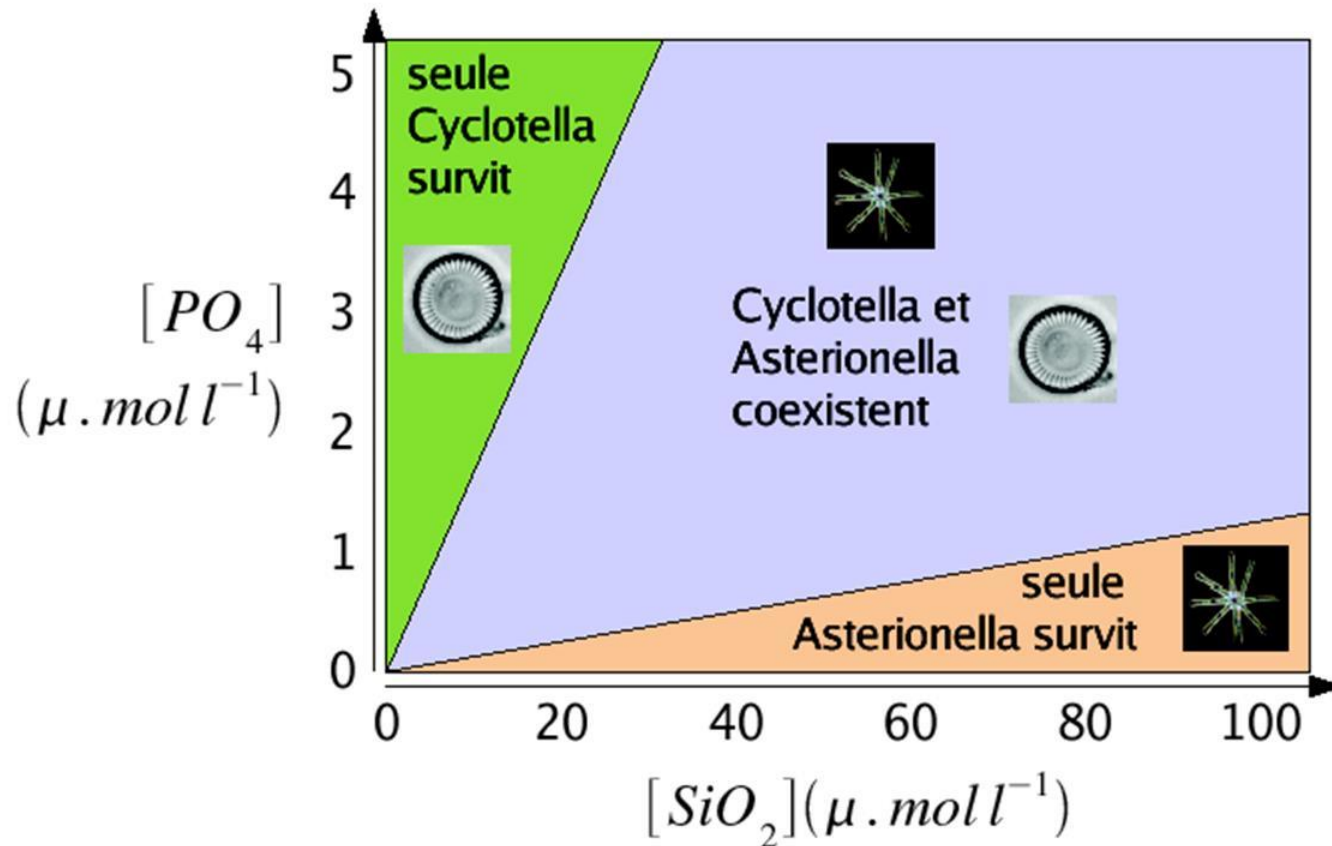 5
4
3
2
1
0
[PO₄]
(μ.mol l⁻¹)
seule
Cyclotella
survit
Cyclotella et
Asterionella
coexistent
seule
Asterionella survit
0 20 40 60 80 100
[SiO₂](μ.mol l⁻¹)